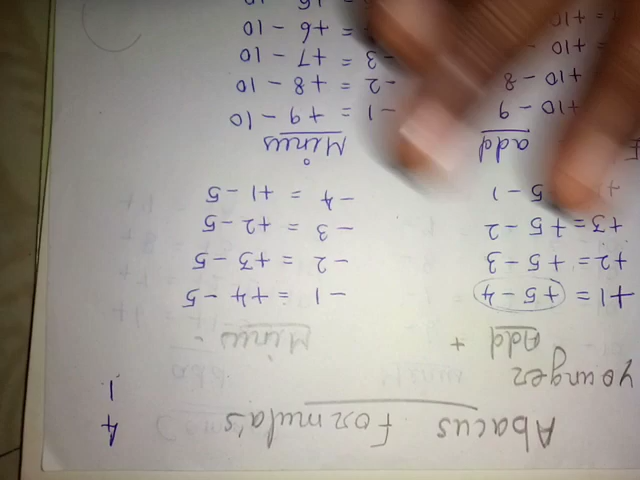 Abacus Formula's
4
1
younger
Add + Minus -
+1 = +5 - 4 -1 = +4 - 5
+2 = +5 - 3 -2 = +3 - 5
+3 = +5 - 2 -3 = +2 - 5
5 - 1 -4 = +1 - 5
add Minus
+10 - 9 -1 = +9 - 10
+10 - 8 -2 = +8 - 10
+10 - -3 = +7 - 10
+10 = +6 - 10